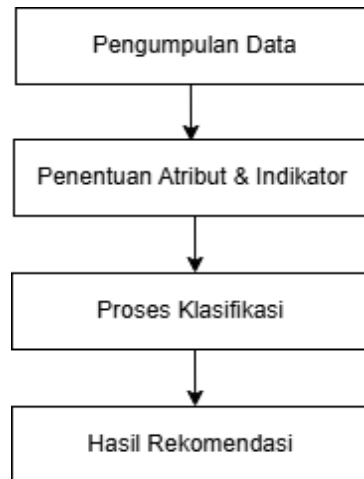 Pengumpulan Data
Penentuan Atribut & Indikator
Proses Klasifikasi
Hasil Rekomendasi